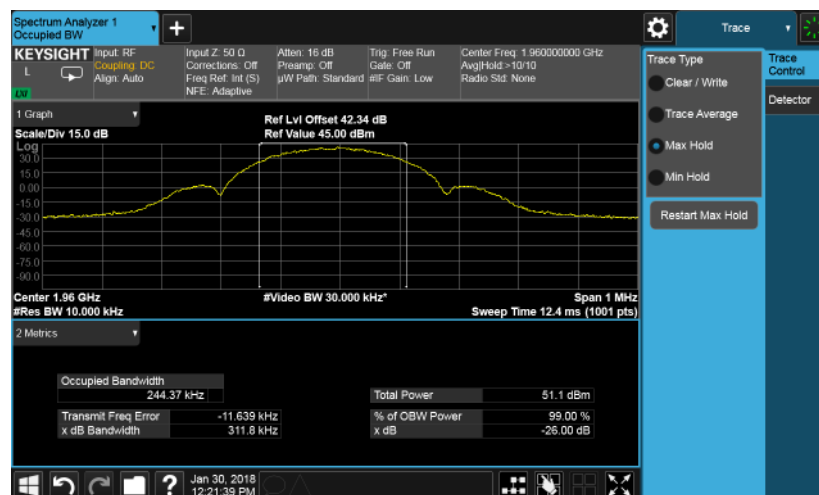 Spectrum Analyzer 1
Occupied BW
+
Trace
KEYSIGHT
L
LXI
Input: RF
Coupling: DC
Align: Auto
Input Z: 50 Ω
Corrections: Off
Freq Ref: Int (S)
NFE: Adaptive
Atten: 16 dB
Preamp: Off
µW Path: Standard
Trig: Free Run
Gate: Off
#IF Gain: Low
Center Freq: 1.960000000 GHz
Avg|Hold:>10/10
Radio Std: None
Trace Type
Clear / Write
Trace Average
Max Hold
Min Hold
Restart Max Hold
Trace
Control
Detector
1 Graph
Scale/Div 15.0 dB
Ref Lvl Offset 42.34 dB
Ref Value 45.00 dBm
Log
30.0
15.0
0.00
-15.0
-30.0
-45.0
-60.0
-75.0
-90.0
Center 1.96 GHz
#Res BW 10.000 kHz
#Video BW 30.000 kHz*
Span 1 MHz
Sweep Time 12.4 ms (1001 pts)
2 Metrics
Occupied Bandwidth
244.37 kHz
Transmit Freq Error -11.639 kHz
x dB Bandwidth 311.8 kHz
Total Power 51.1 dBm
% of OBW Power 99.00 %
x dB -26.00 dB
?
Jan 30, 2018
12:21:39 PM